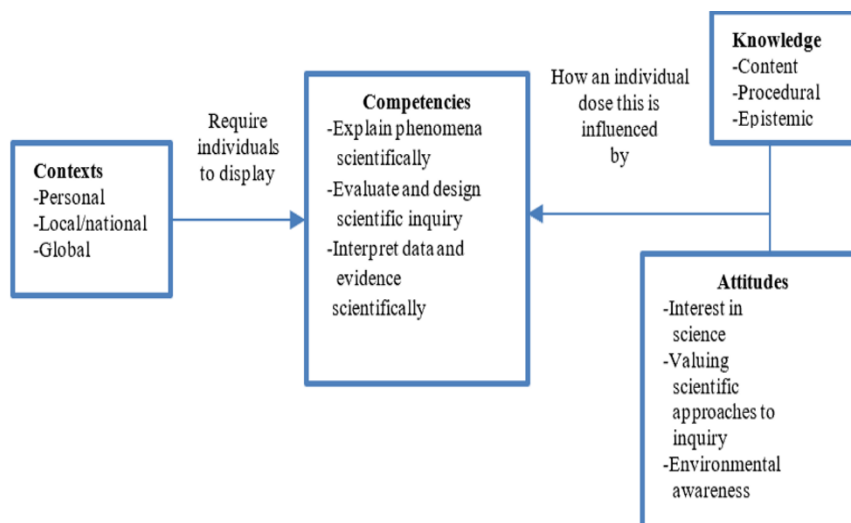 Contexts
-Personal
-Local/national
-Global
Require
individuals
to display
Competencies
-Explain phenomena
scientifically
-Evaluate and design
scientific inquiry
-Interpret data and
evidence
scientifically
How an individual
dose this is
influenced
by
Knowledge
-Content
-Procedural
-Epistemic
Attitudes
-Interest in
science
-Valuing
scientific
approaches to
inquiry
-Environmental
awareness